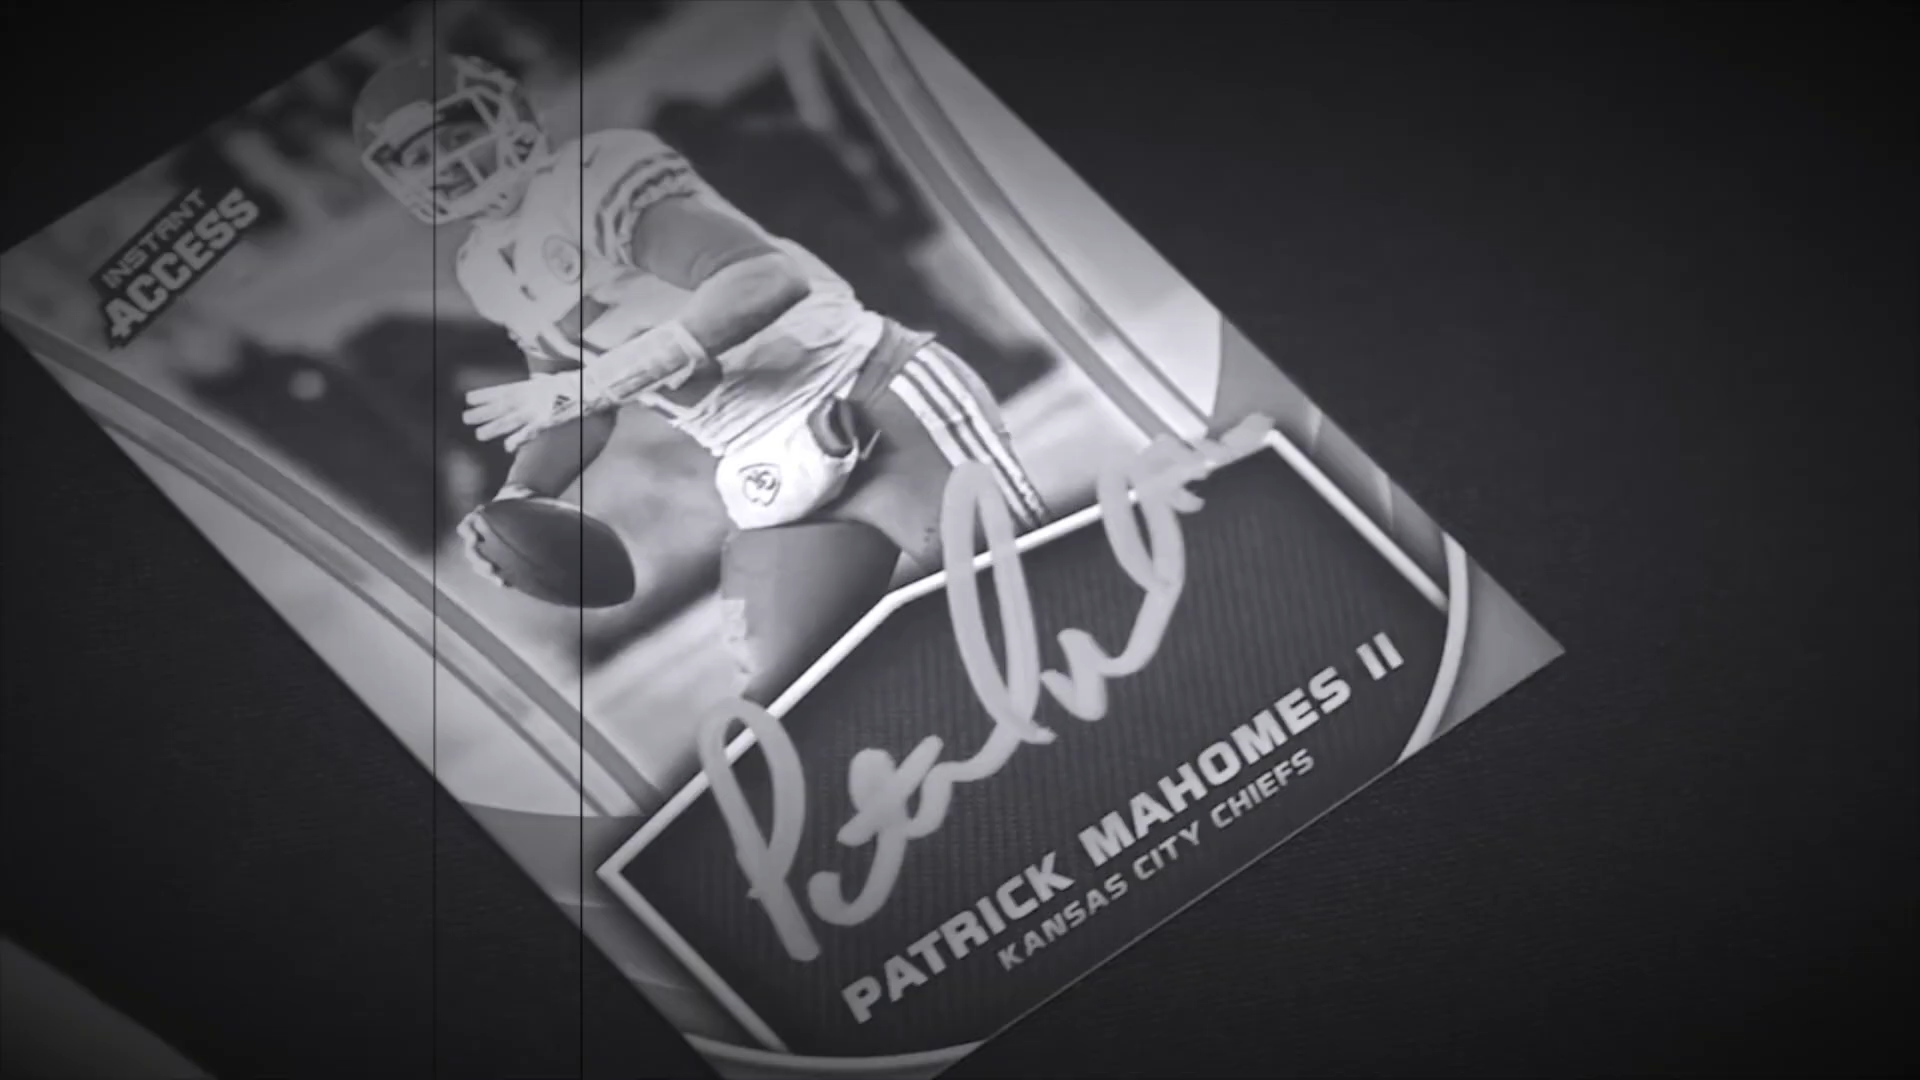 INSTANT
ACCESS
PATRICK MAHOMES II
KANSAS CITY CHIEFS